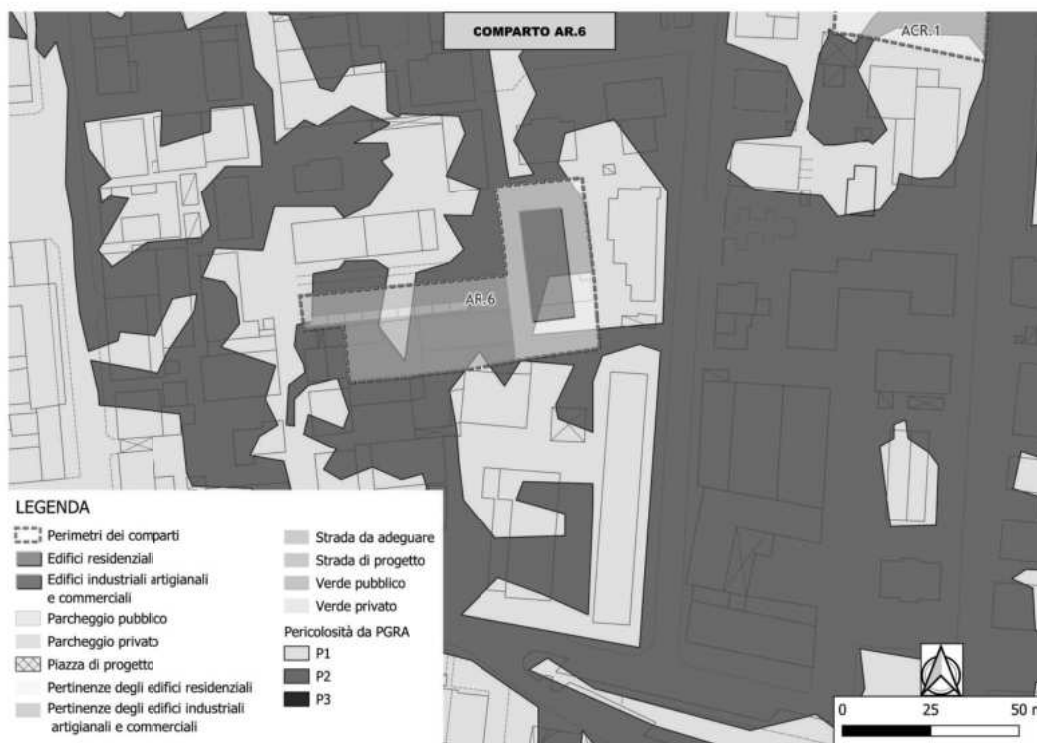 COMPARTO AR.6
ACR.1
AR.6
LEGENDA
Perimetri dei comparti
Edifici residenziali
Edifici industriali artigianali
e commerciali
Parcheggio pubblico
Parcheggio privato
Piazza di progetto
Pertinenze degli edifici residenziali
Pertinenze degli edifici industriali
artigianali e commerciali
Strada da adeguare
Strada di progetto
Verde pubblico
Verde privato
Pericolosità da PGRA
P1
P2
P3
0 25 50 m